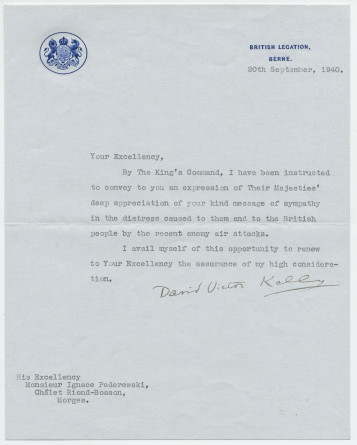 BRITISH LEGATION,
BERNE.
20th September, 1940.
Your Excellency,
By The King's Command, I have been instructed
to convey to you an expression of Their Majesties'
deep appreciation of your kind message of sympathy
in the distress caused to them and to the British
people by the recent enemy air attacks.
I avail myself of this opportunity to renew
to Your Excellency the assurance of my high conside-
ration.
David Victor Kelly
His Excellency
Monsieur Ignace Paderewski,
Châlet Riond-Bosson,
Morges.